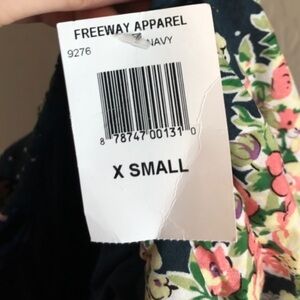 FREEWAY APPAREL
9276 NAVY
8 78747 00131 0
X SMALL